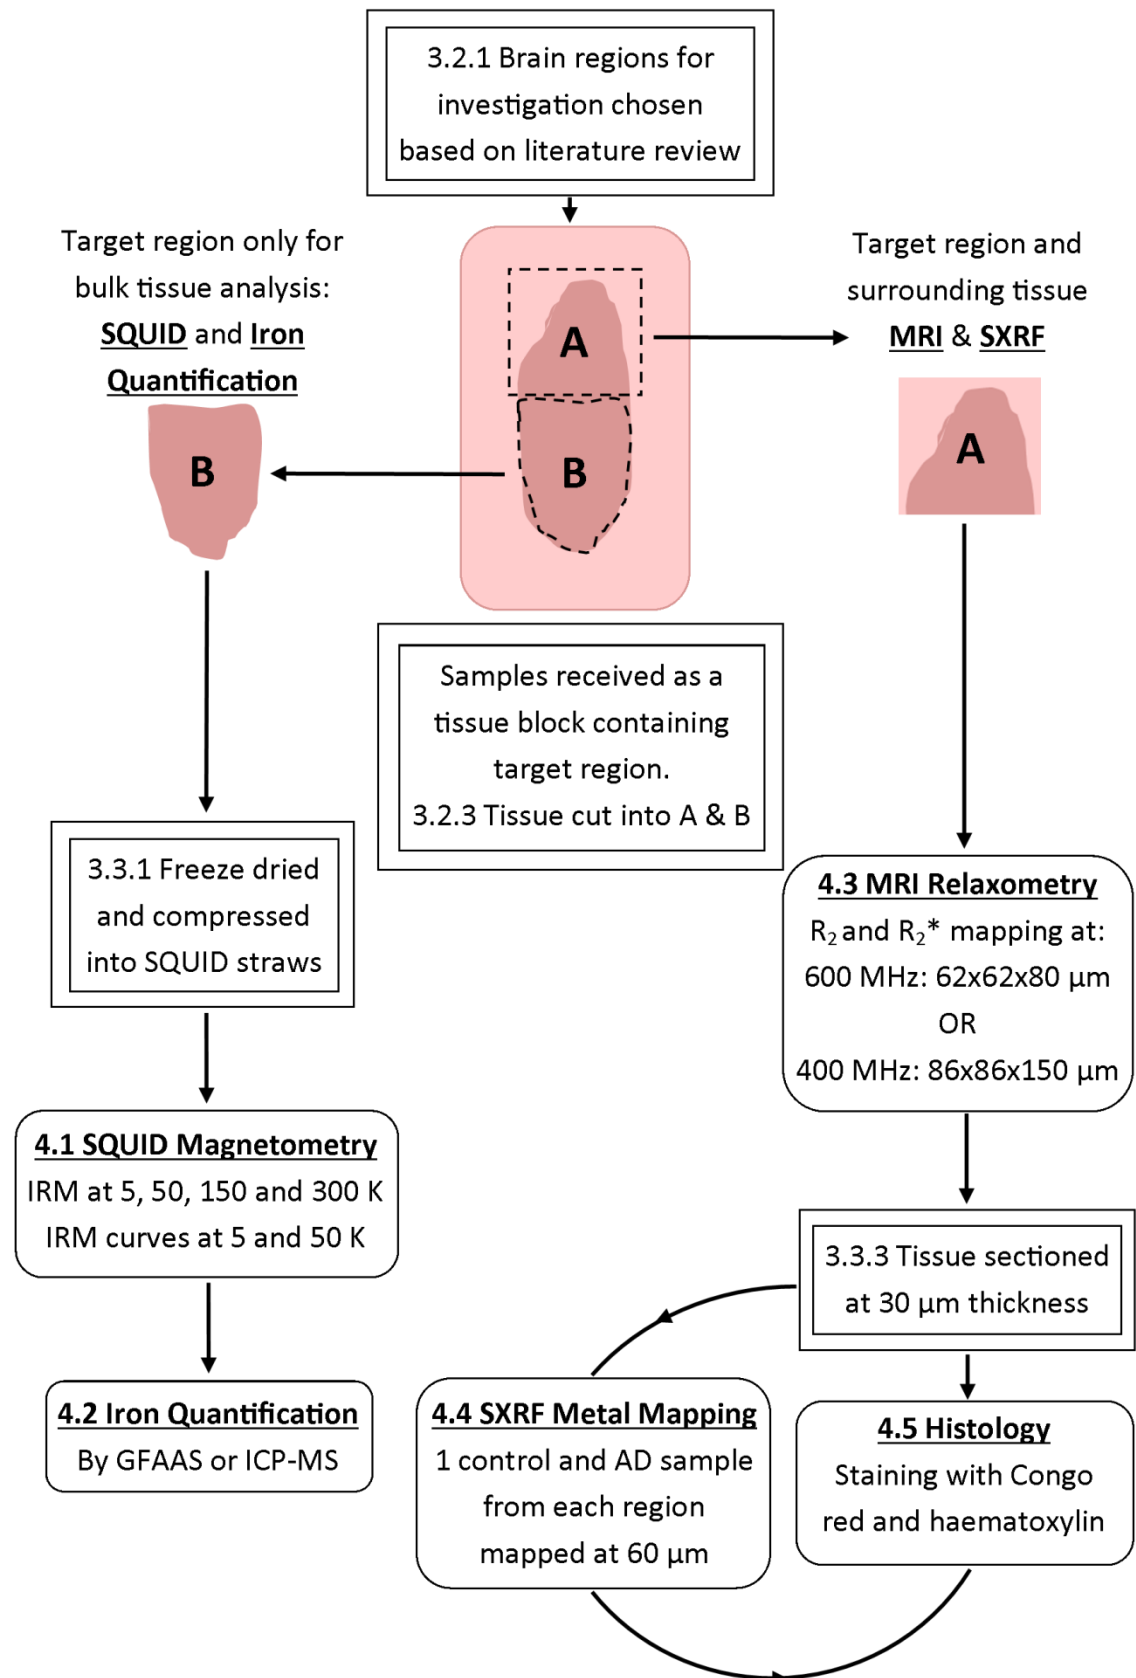 3.2.1 Brain regions for
investigation chosen
based on literature review
Target region only for
bulk tissue analysis:
SQUID and Iron
Quantification
Target region and
surrounding tissue
MRI & SXRF
A
B
B
A
Samples received as a
tissue block containing
target region.
3.2.3 Tissue cut into A & B
3.3.1 Freeze dried
and compressed
into SQUID straws
4.1 SQUID Magnetometry
IRM at 5, 50, 150 and 300 K
IRM curves at 5 and 50 K
4.2 Iron Quantification
By GFAAS or ICP-MS
4.3 MRI Relaxometry
R₂ and R₂* mapping at:
600 MHz: 62x62x80 µm
OR
400 MHz: 86x86x150 µm
3.3.3 Tissue sectioned
at 30 µm thickness
4.4 SXRF Metal Mapping
1 control and AD sample
from each region
mapped at 60 µm
4.5 Histology
Staining with Congo
red and haematoxylin